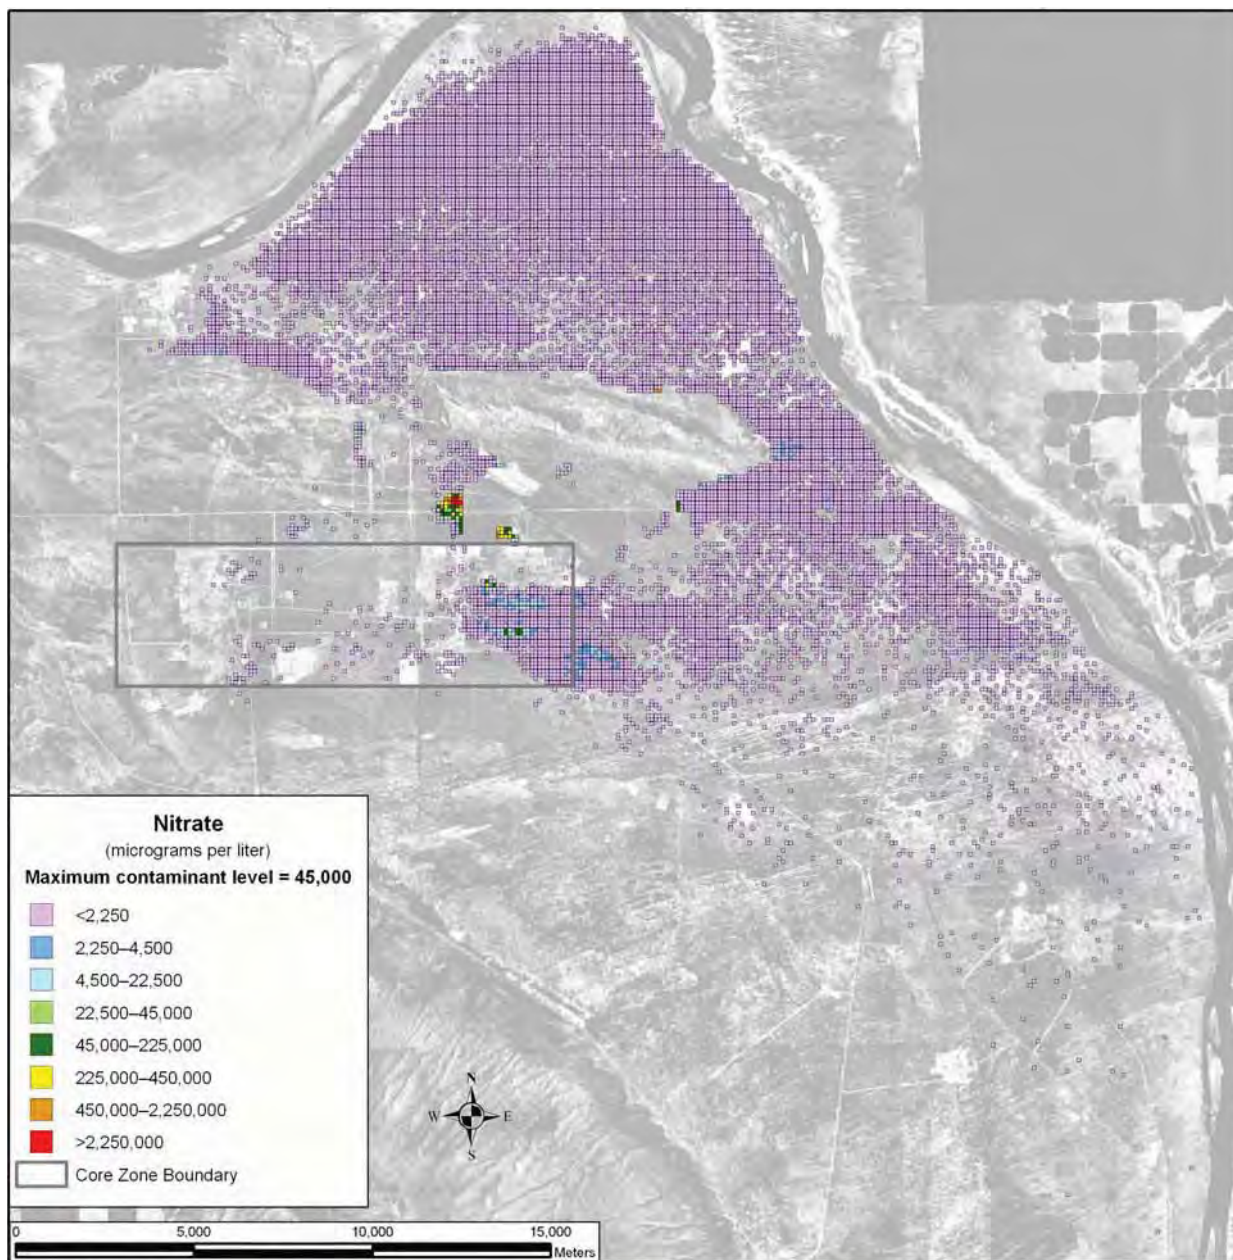 Nitrate
(micrograms per liter)
Maximum contaminant level = 45,000
<2,250
2,250–4,500
4,500–22,500
22,500–45,000
45,000–225,000
225,000–450,000
450,000–2,250,000
>2,250,000
Core Zone Boundary
N
W E
S
0 5,000 10,000 15,000
Meters